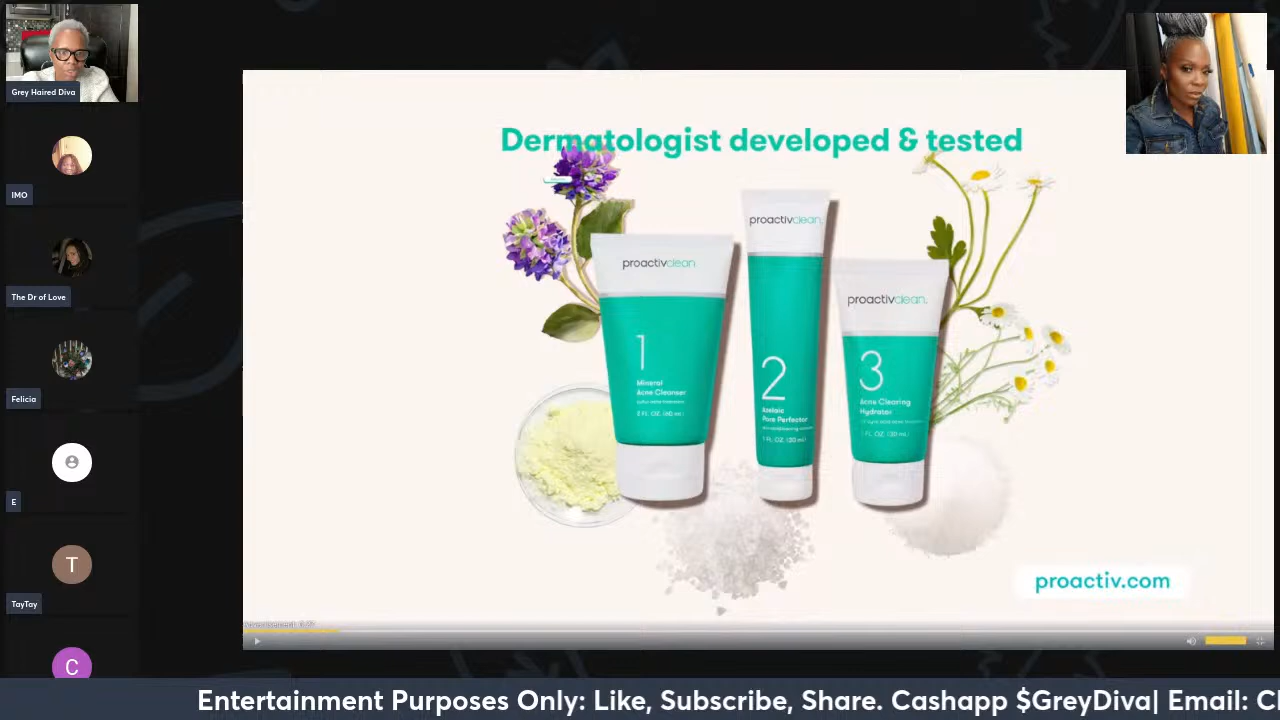 Grey Haired Diva
IMO
The Dr of Love
Felicia
E
T
TayTay
C
Dermatologist developed & tested
proactivclean.
1
Mineral
Acne Cleanser
2 FL. OZ. (60 mL)
proactivclean.
2
Azelaic
Pore Perfector
1 FL. OZ. (30 mL)
proactivclean.
3
Acne Clearing
Hydrator
1 FL. OZ. (30 mL)
proactiv.com
Entertainment Purposes Only: Like, Subscribe, Share. Cashapp $GreyDiva| Email: